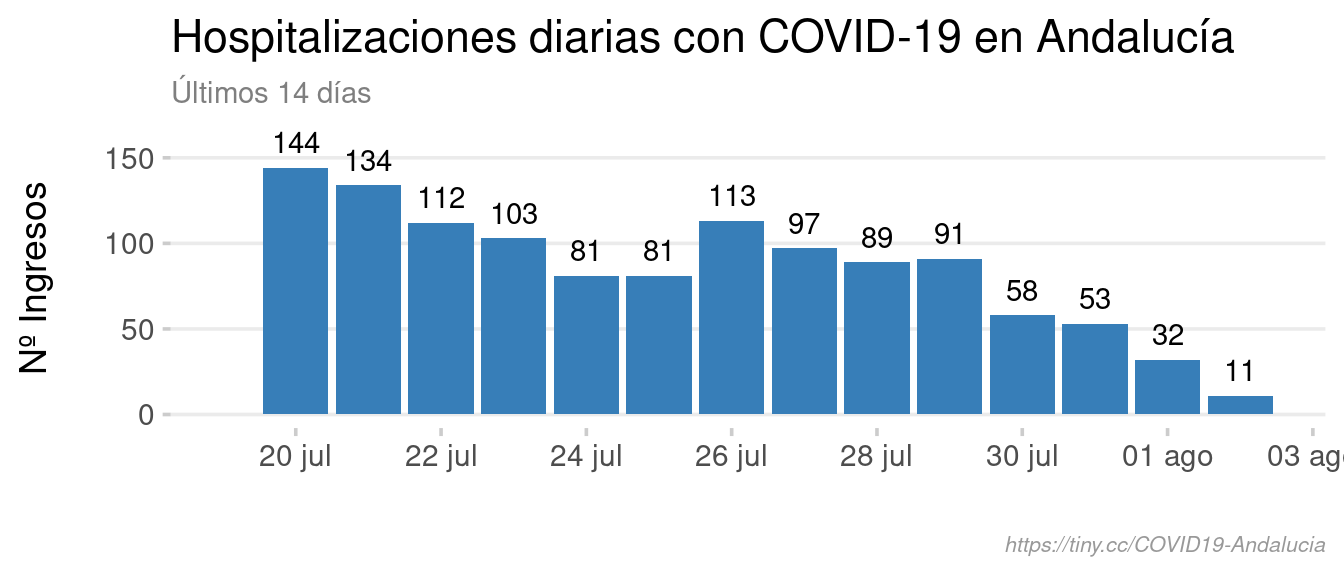 Hospitalizaciones diarias con COVID-19 en Andalucía
Últimos 14 días
Nº Ingresos
150
100
50
0
144
134
112
103
81
81
113
97
89
91
58
53
32
11
20 jul
22 jul
24 jul
26 jul
28 jul
30 jul
01 ago
03 ag
https://tiny.cc/COVID19-Andalucia